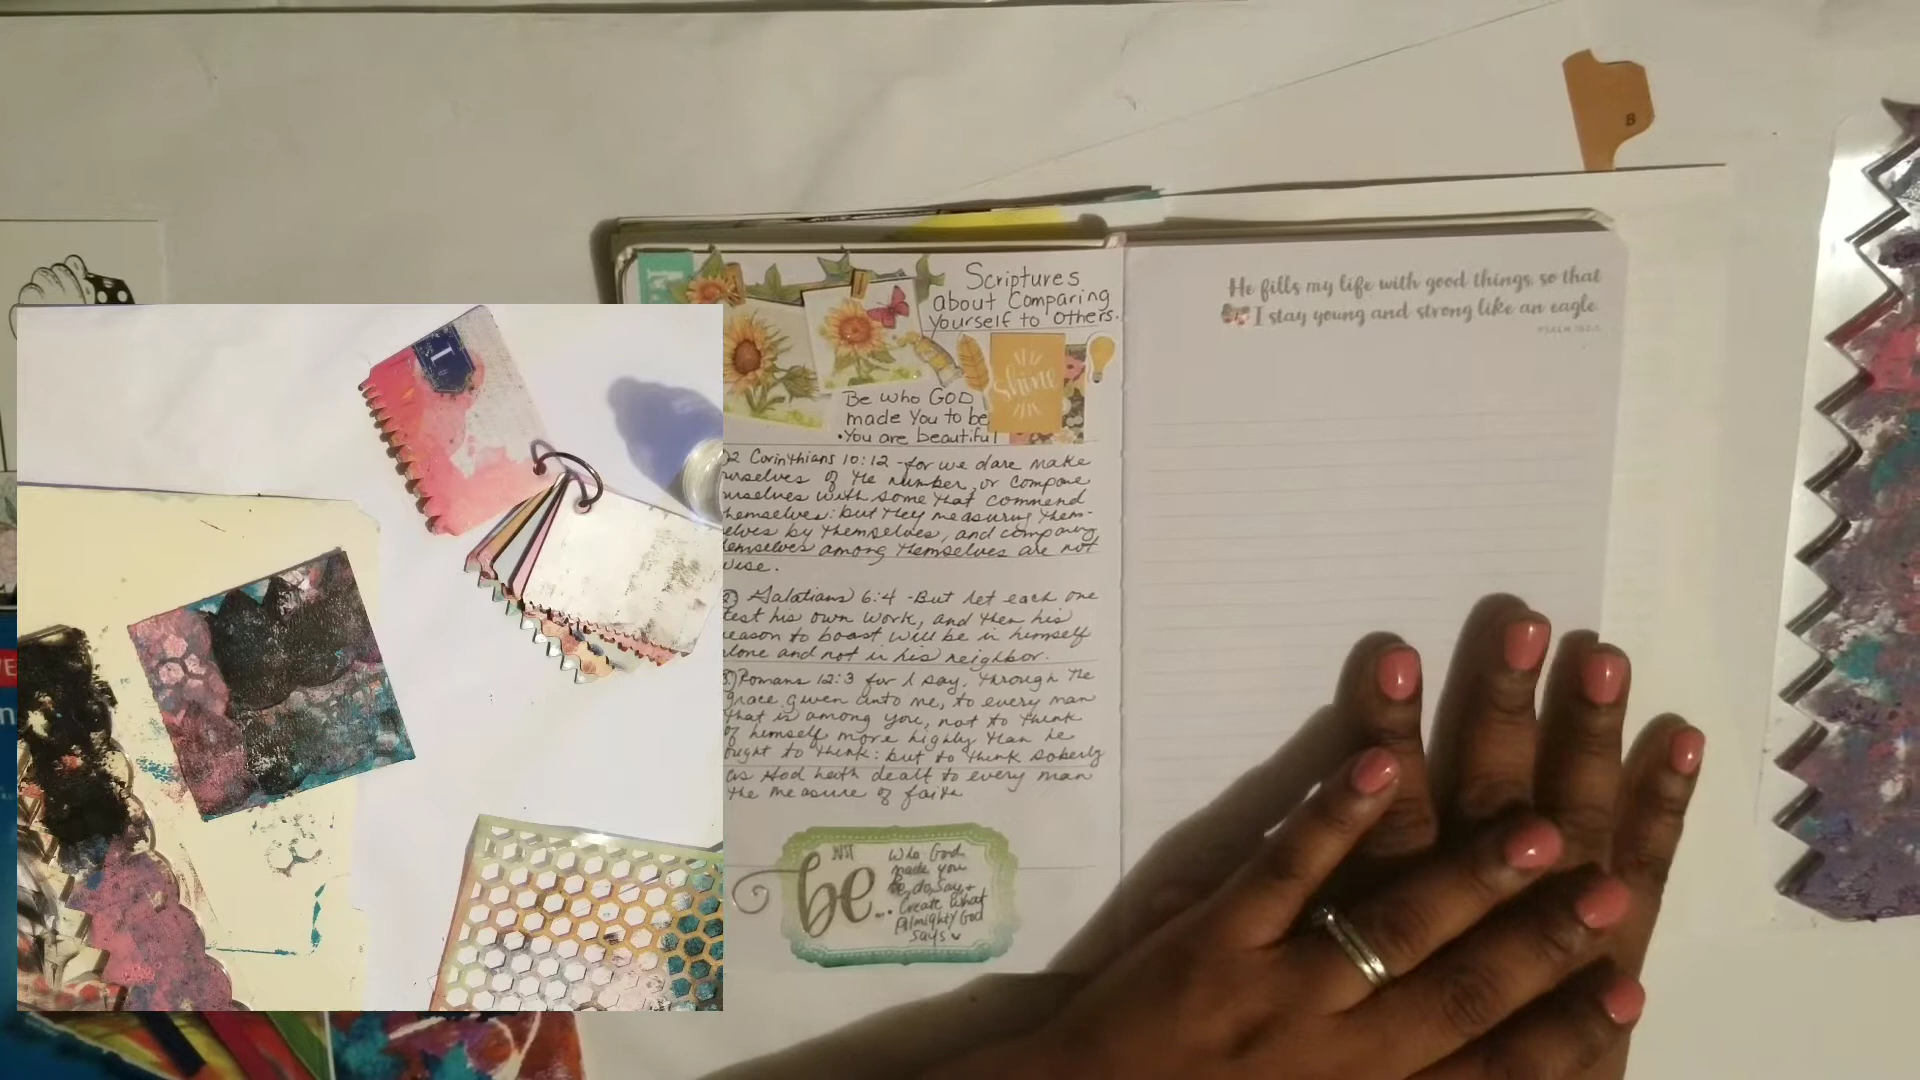 B
Scriptures
about Comparing
Yourself to Others.
shine
Be who GOD
made You to be
•You are beautiful
2 Corinthians 10:12 -for we dare make
ourselves of the number, or compare
ourselves with some that commend
themselves: but they measuring them-
elves by themselves, and comparing
themselves among themselves are not
wise.
Galatians 6:4 -But let each one
test his own work, and then his
reason to boast will be in himself
alone and not in his neighbor.
Romans 12:3 for I say, through the
grace given unto me, to every man
that is among you, not to think
of himself more highly than he
ought to think: but to think soberly
as God hath dealt to every man
the measure of faith
JUST
be...
Who God
made you
Be, do, say, +
• Create what
Almighty God
says
He fills my life with good things, so that
I stay young and strong like an eagle.
L